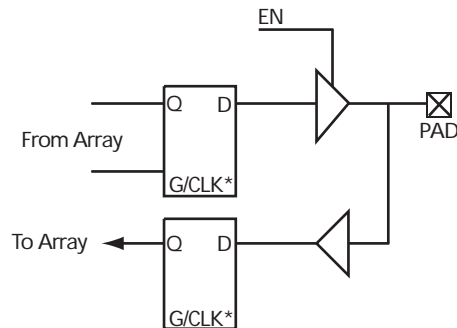 EN
Q D
PAD
From Array
G/CLK*
To Array
Q D
G/CLK*